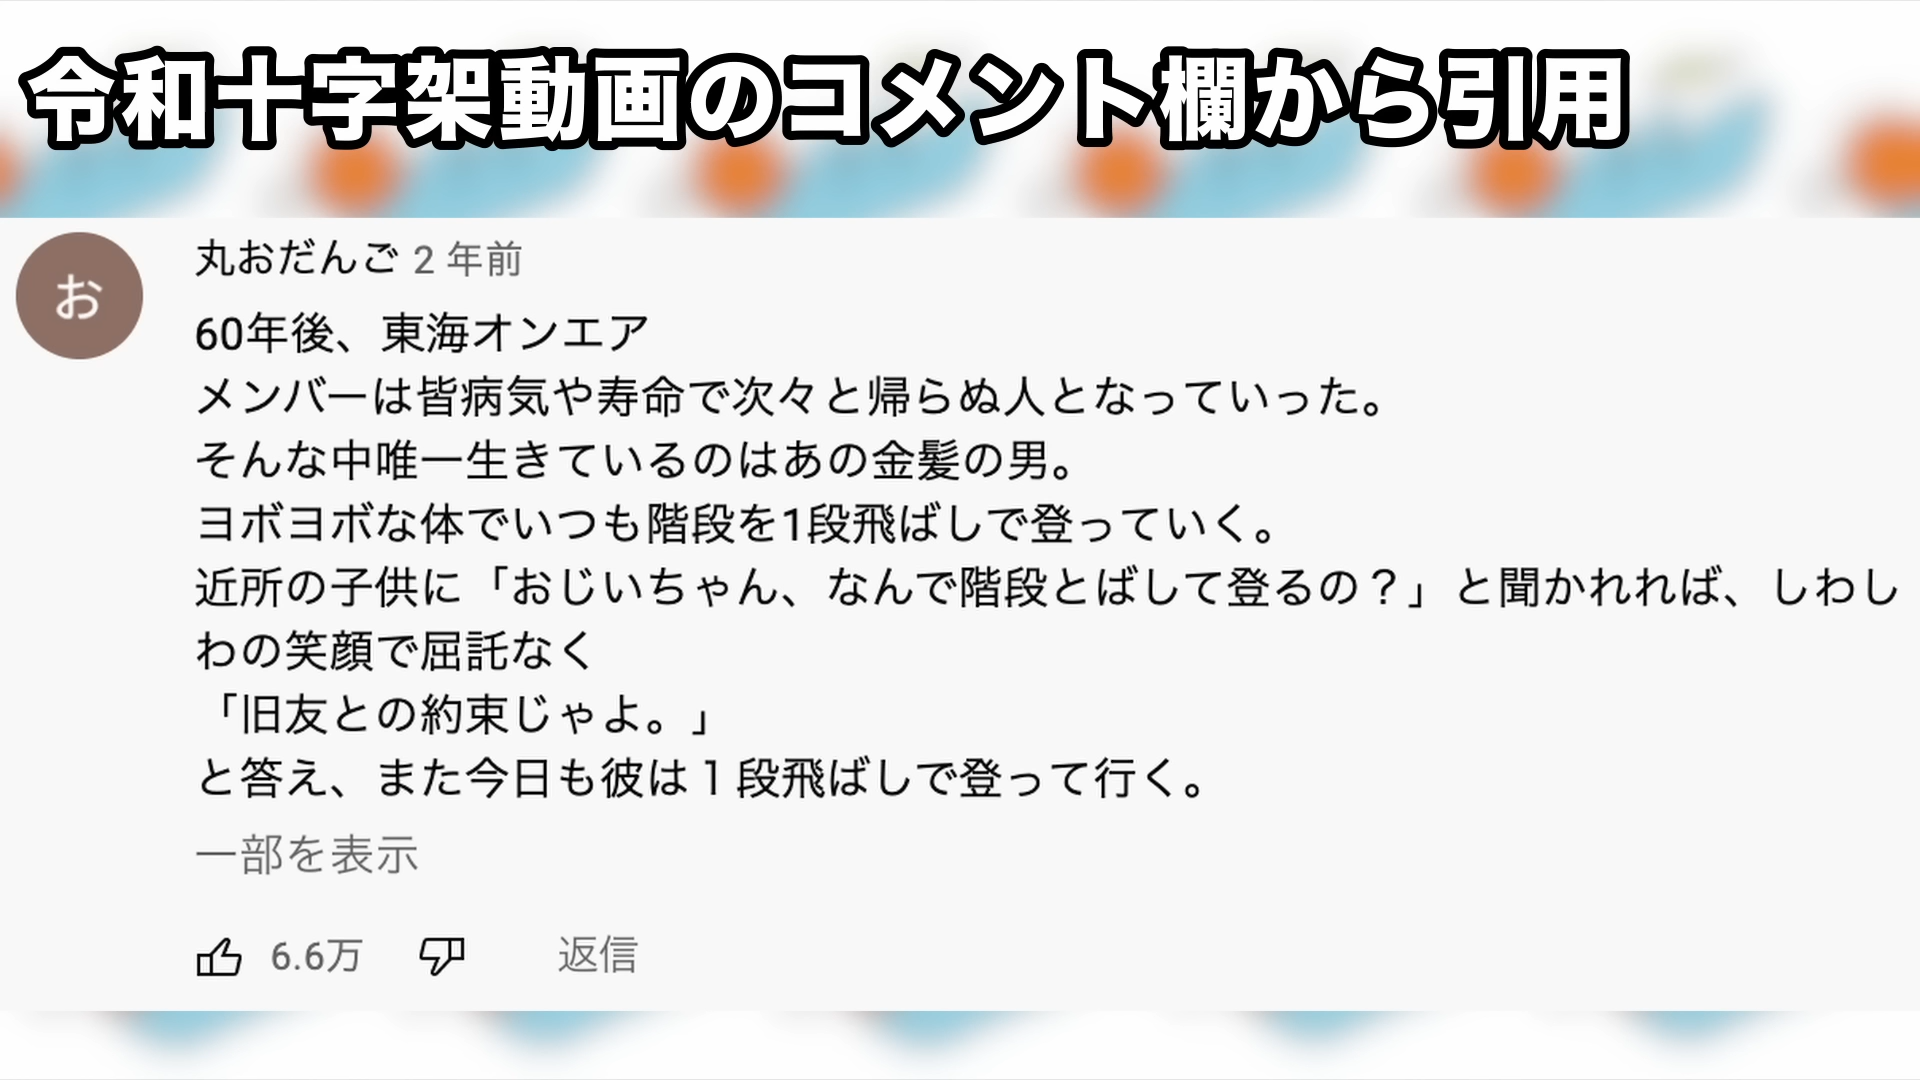 令和十字架動画のコメント欄から引用
お
丸おだんご 2 年前
60年後、東海オンエア
メンバーは皆病気や寿命で次々と帰らぬ人となっていった。
そんな中唯一生きているのはあの金髪の男。
ヨボヨボな体でいつも階段を1段飛ばしで登っていく。
近所の子供に「おじいちゃん、なんで階段とばして登るの？」と聞かれれば、しわし
わの笑顔で屈託なく
「旧友との約束じゃよ。」
と答え、また今日も彼は１段飛ばしで登って行く。
一部を表示
6.6万 返信